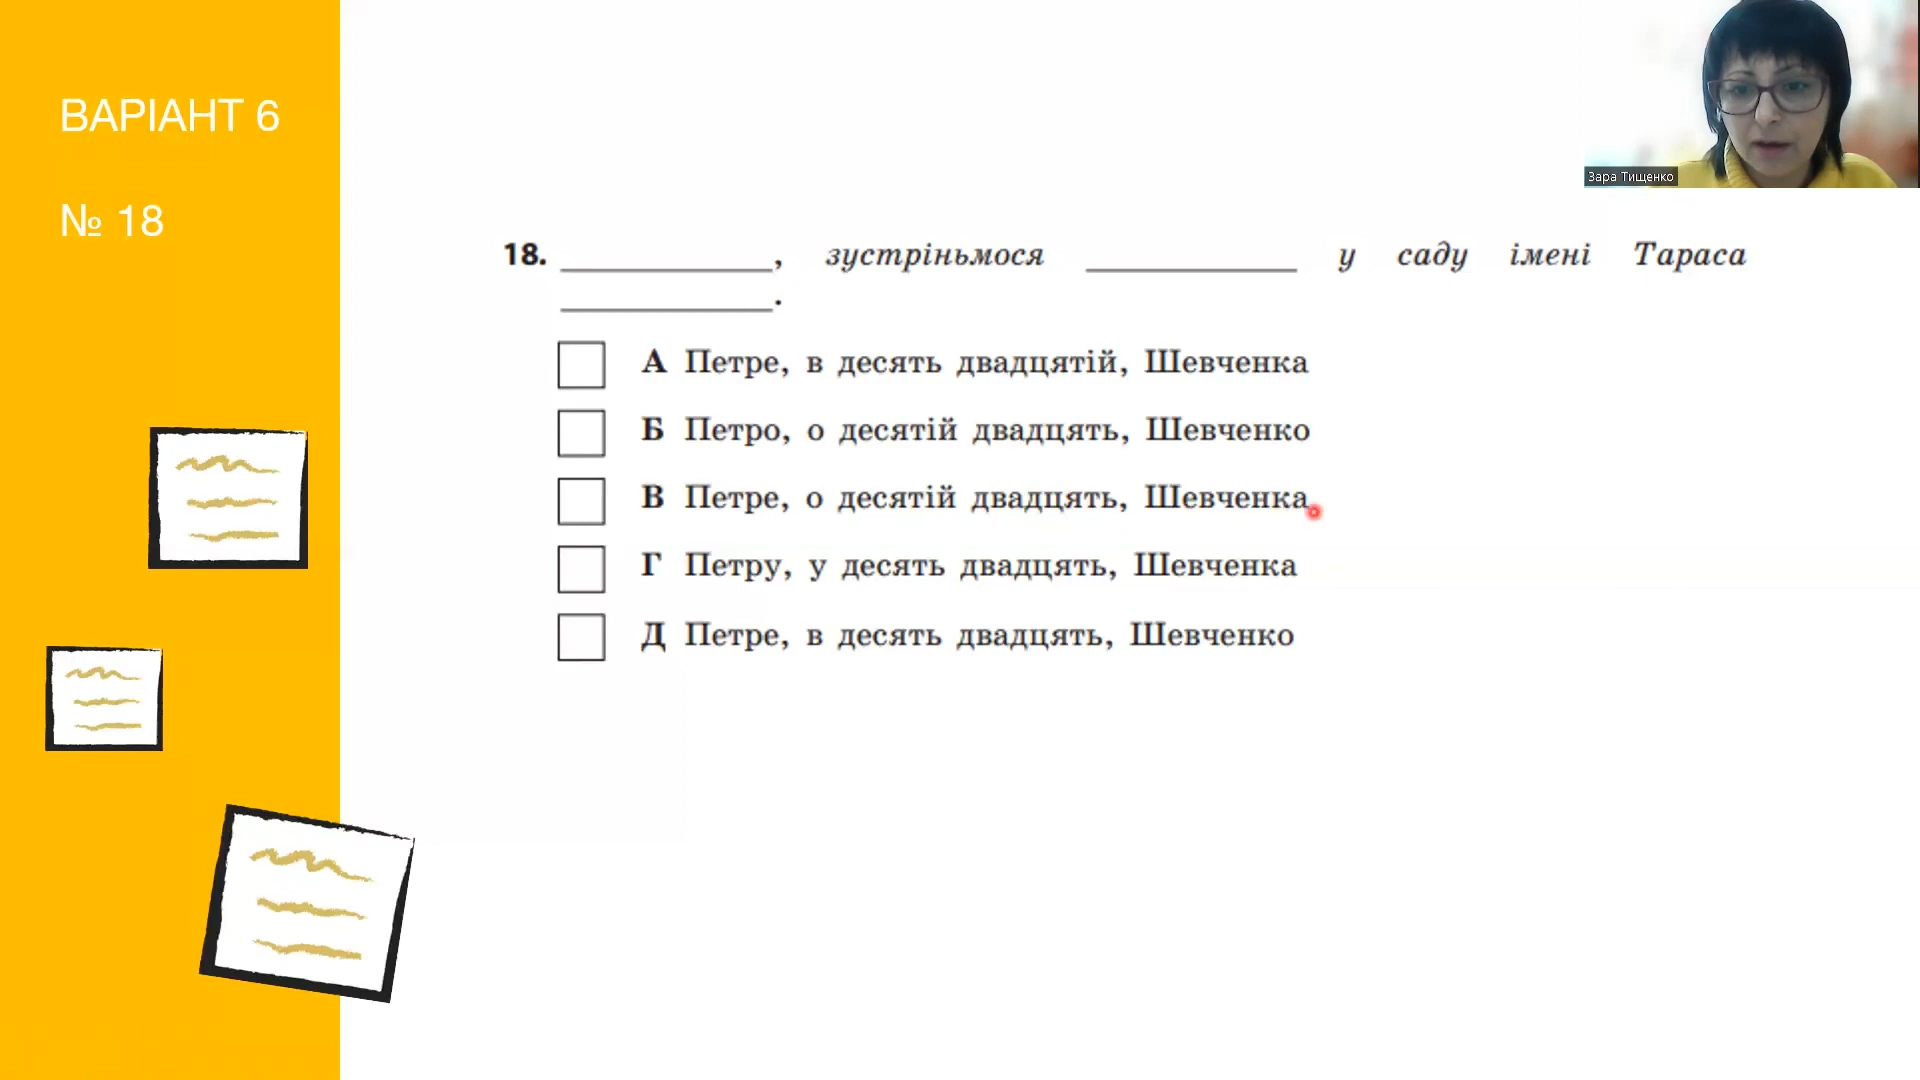 ВАРІАНТ 6
№ 18
Зара Тищенко
18. ____________, зустріньмося ____________ у саду імені Тараса
____________.
А Петре, в десять двадцятій, Шевченка
Б Петро, о десятій двадцять, Шевченко
В Петре, о десятій двадцять, Шевченка
Г Петру, у десять двадцять, Шевченка
Д Петре, в десять двадцять, Шевченко